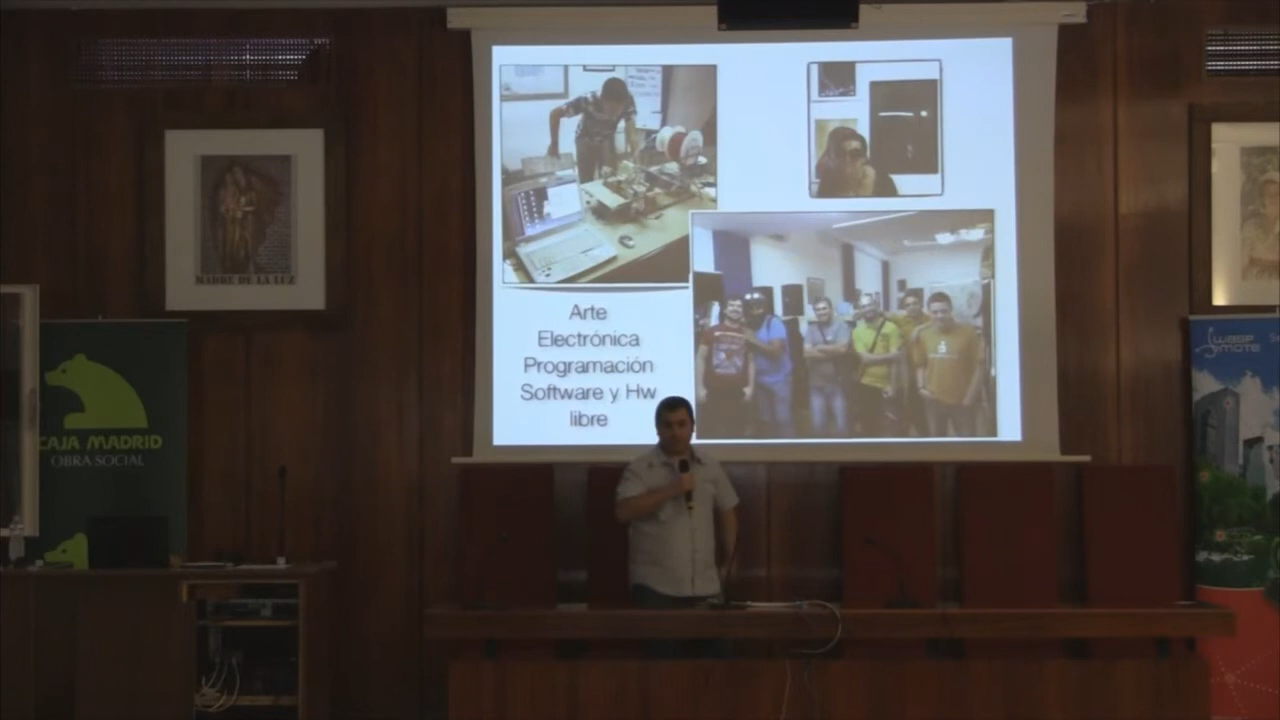 MADRE DE LA LUZ
CAJA MADRID
OBRA SOCIAL
Arte
Electrónica
Programación
Software y Hw
libre